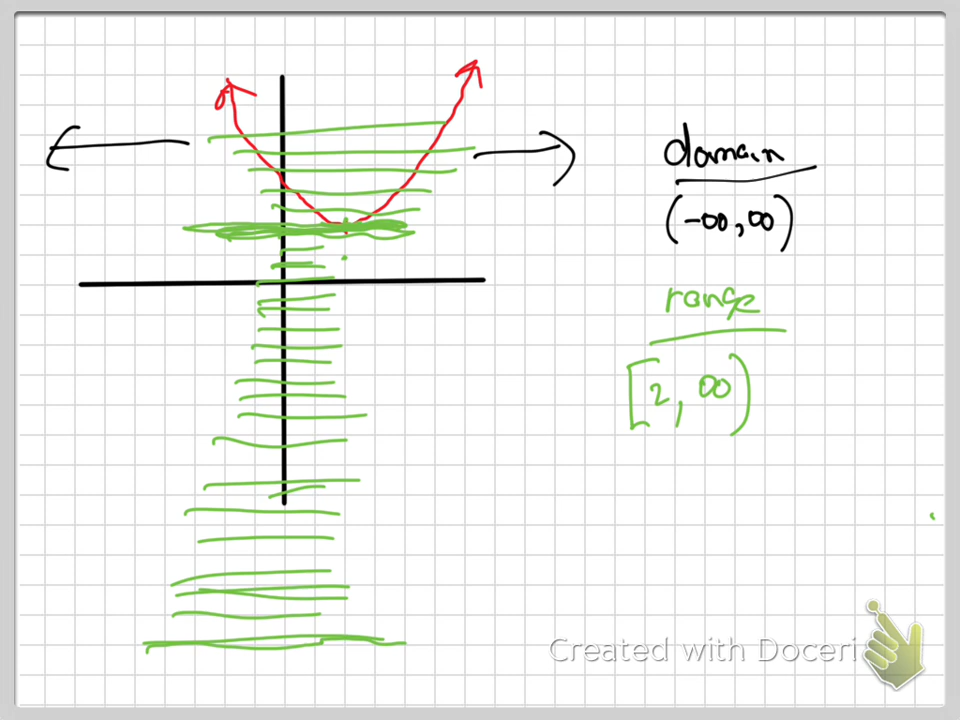 domain
(-∞, ∞)
range
[2, ∞)
Created with Doceri